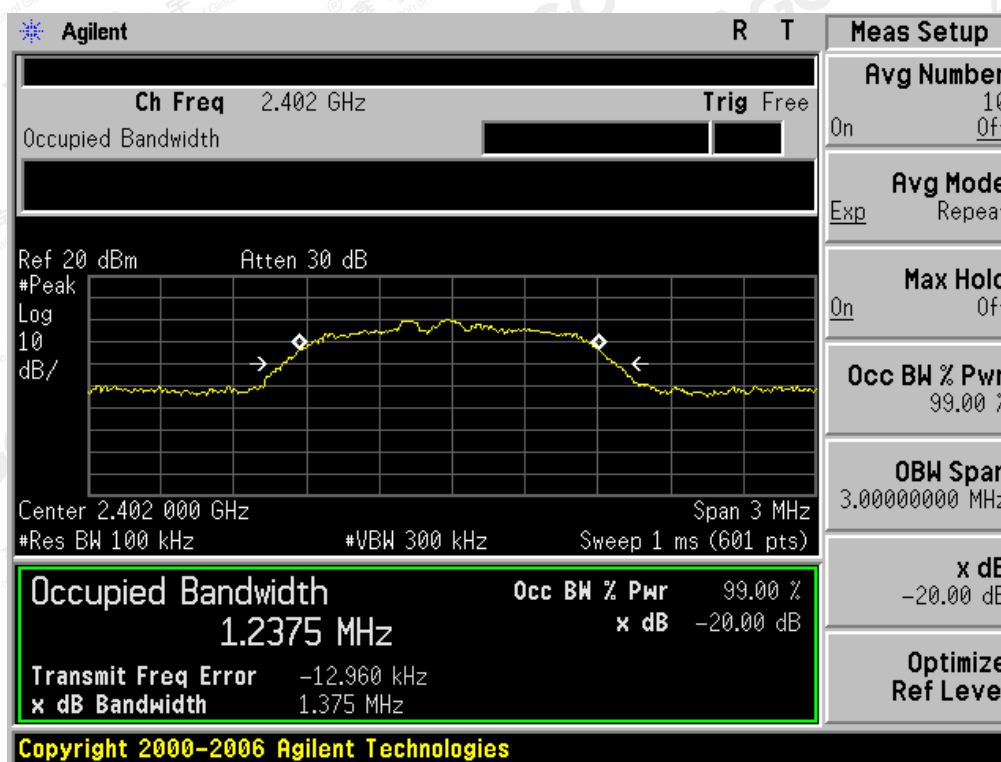 Agilent R T
Ch Freq 2.402 GHz Trig Free
Occupied Bandwidth
Ref 20 dBm Atten 30 dB
#Peak
Log
10
dB/
Center 2.402 000 GHz Span 3 MHz
#Res BW 100 kHz #VBW 300 kHz Sweep 1 ms (601 pts)
Occupied Bandwidth Occ BW % Pwr 99.00 %
1.2375 MHz x dB -20.00 dB
Transmit Freq Error -12.960 kHz
x dB Bandwidth 1.375 MHz
Copyright 2000-2006 Agilent Technologies
Meas Setup
Avg Number
10
On Off
Avg Mode
Exp Repeat
Max Hold
On Off
Occ BW % Pwr
99.00 %
OBW Span
3.00000000 MHz
x dB
-20.00 dB
Optimize
Ref Level